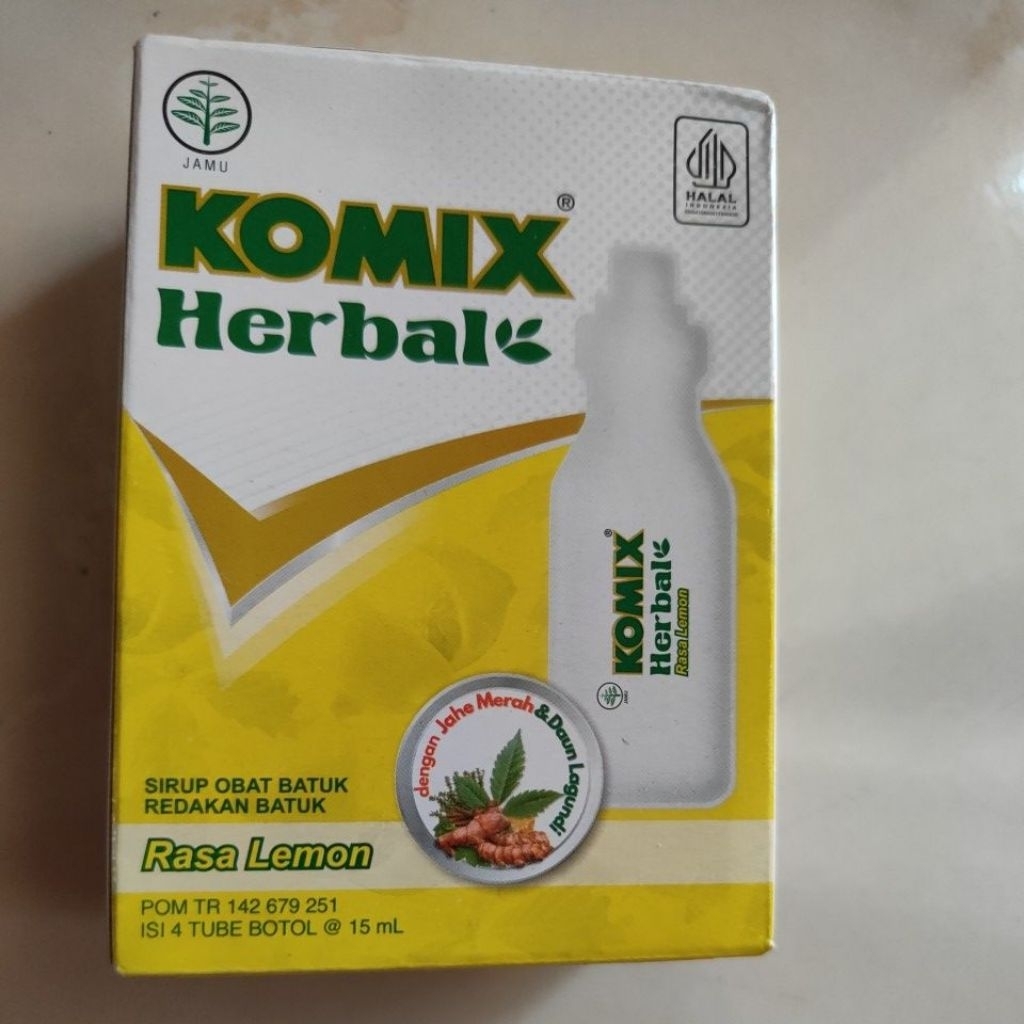 JAMU
HALAL
INDONESIA
KOMIX®
Herbal
KOMIX®
Herbal
Rasa Lemon
JAMU
dengan Jahe Merah & Daun Lagundi
SIRUP OBAT BATUK
REDAKAN BATUK
Rasa Lemon
POM TR 142 679 251
ISI 4 TUBE BOTOL @ 15 mL